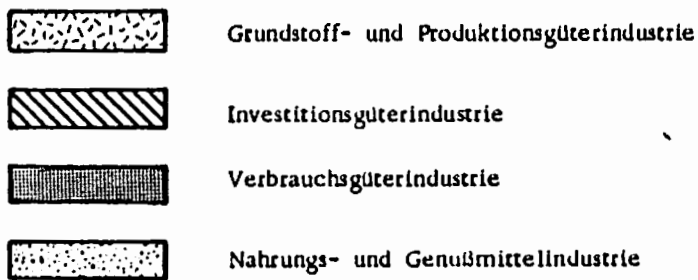 Grundstoff- und Produktionsgüterindustrie
Investitionsgüterindustrie
Verbrauchsgüterindustrie
Nahrungs- und Genußmittelindustrie